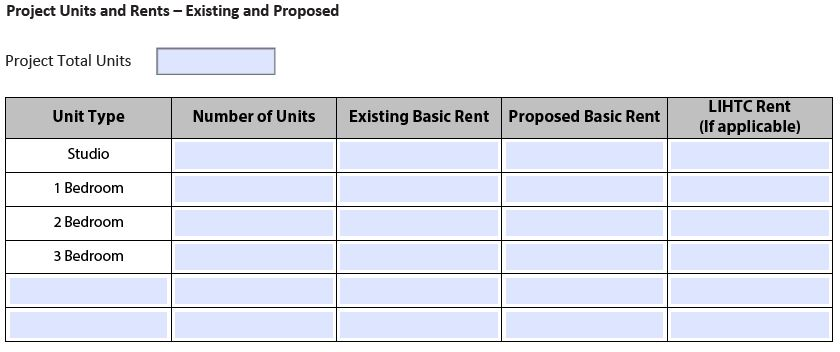 Project Units and Rents – Existing and Proposed
Project Total Units
Unit Type Number of Units Existing Basic Rent Proposed Basic Rent LIHTC Rent
(If applicable)
Studio
1 Bedroom
2 Bedroom
3 Bedroom